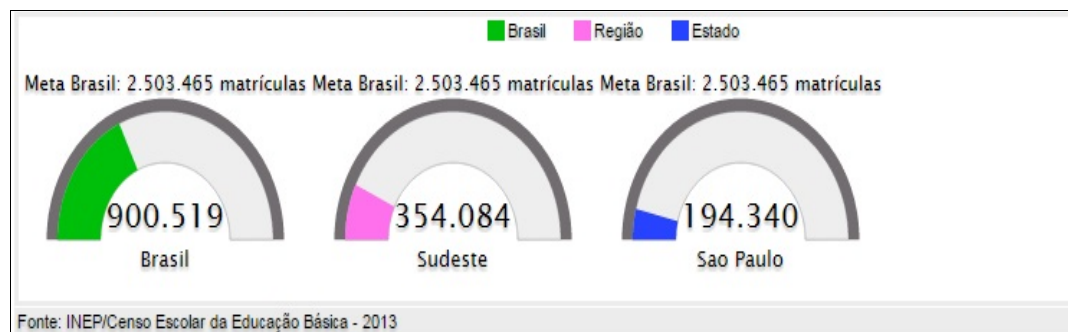 Brasil Região Estado
Meta Brasil: 2.503.465 matrículas Meta Brasil: 2.503.465 matrículas Meta Brasil: 2.503.465 matrículas
900.519 354.084 194.340
Brasil Sudeste Sao Paulo
Fonte: INEP/Censo Escolar da Educação Básica - 2013